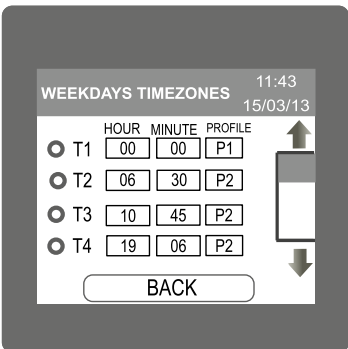 11:43
WEEKDAYS TIMEZONES
15/03/13
HOUR MINUTE PROFILE
T1 00 00 P1
T2 06 30 P2
T3 10 45 P2
T4 19 06 P2
BACK